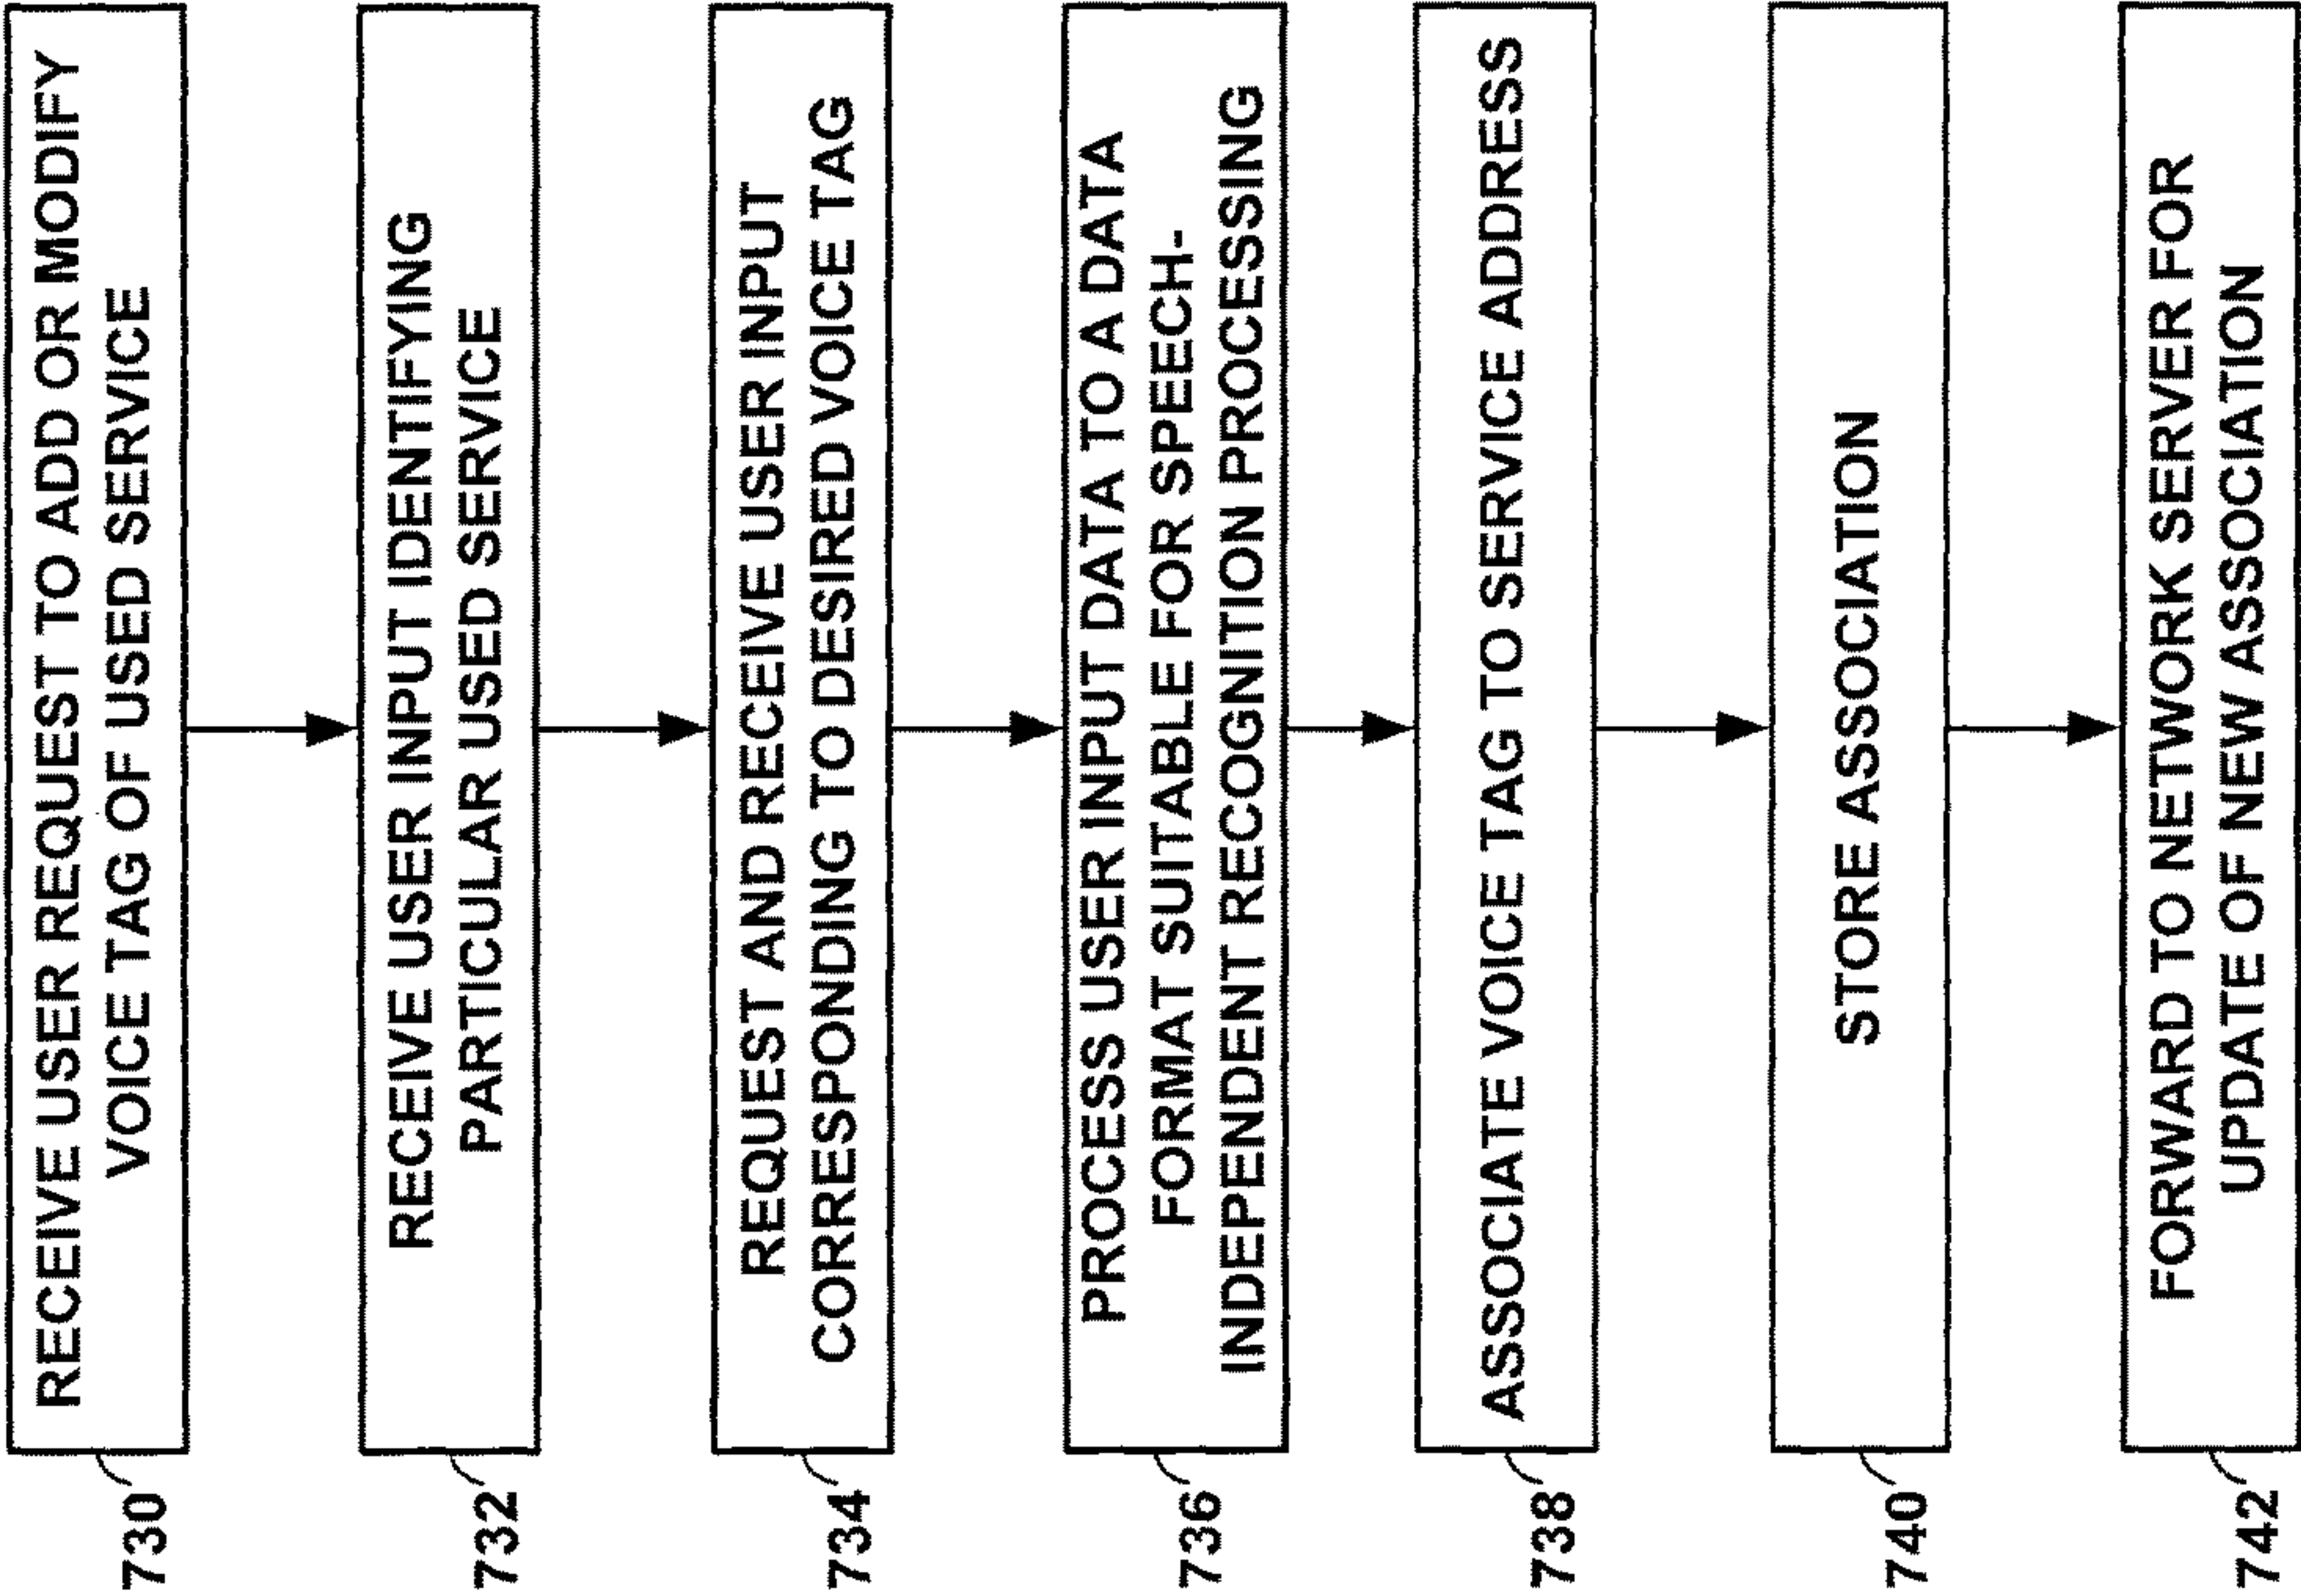 RECEIVE USER REQUEST TO ADD OR MODIFY
VOICE TAG OF USED SERVICE
730
RECEIVE USER INPUT IDENTIFYING
PARTICULAR USED SERVICE
732
REQUEST AND RECEIVE USER INPUT
CORRESPONDING TO DESIRED VOICE TAG
734
PROCESS USER INPUT DATA TO A DATA
FORMAT SUITABLE FOR SPEECH-
INDEPENDENT RECOGNITION PROCESSING
736
ASSOCIATE VOICE TAG TO SERVICE ADDRESS
738
STORE ASSOCIATION
740
FORWARD TO NETWORK SERVER FOR
UPDATE OF NEW ASSOCIATION
742